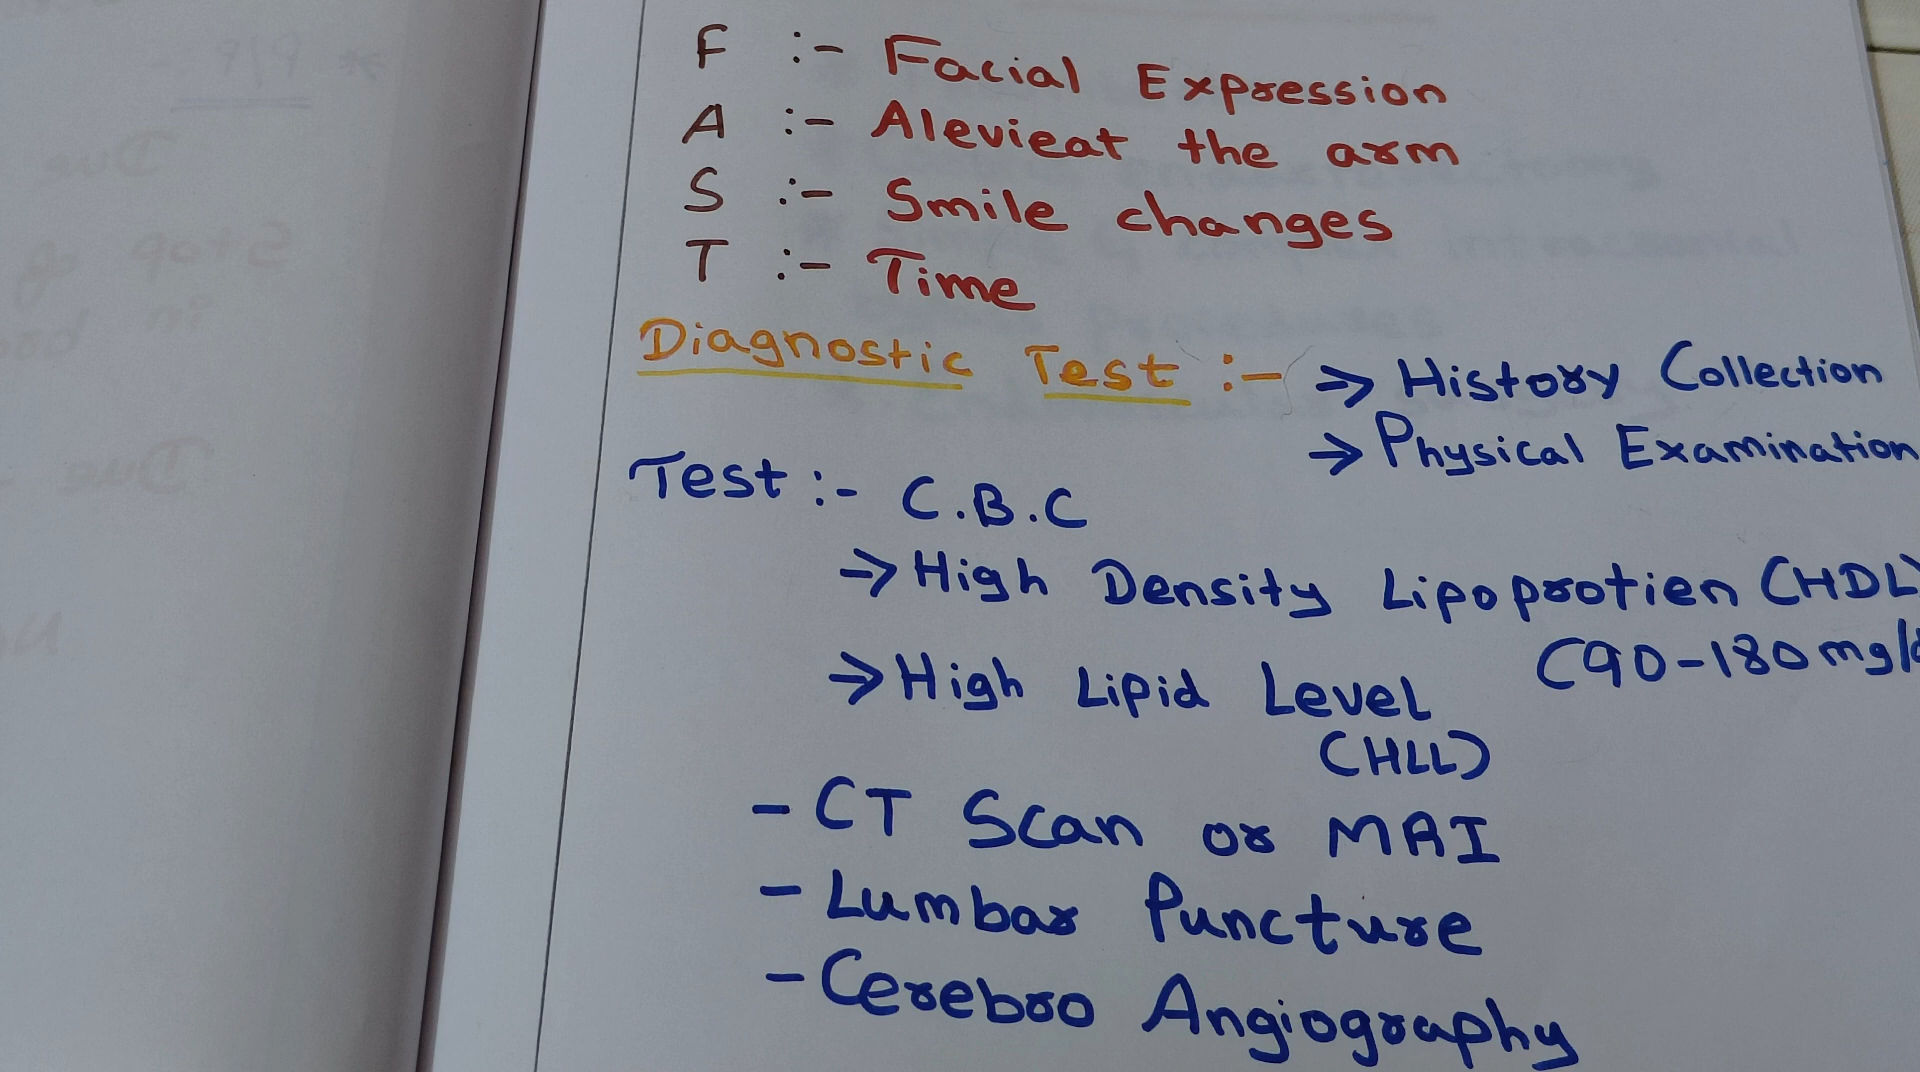 F :- Facial Expression
A :- Alevieat the arm
S :- Smile changes
T :- Time
Diagnostic Test :- → History Collection
→ Physical Examination
Test :- C.B.C
→ High Density Lipoprotien (HDL)
(90-180 mg/
→ High Lipid Level
(HLL)
- CT Scan or MRI
- Lumbar Puncture
- Cerebro Angiography